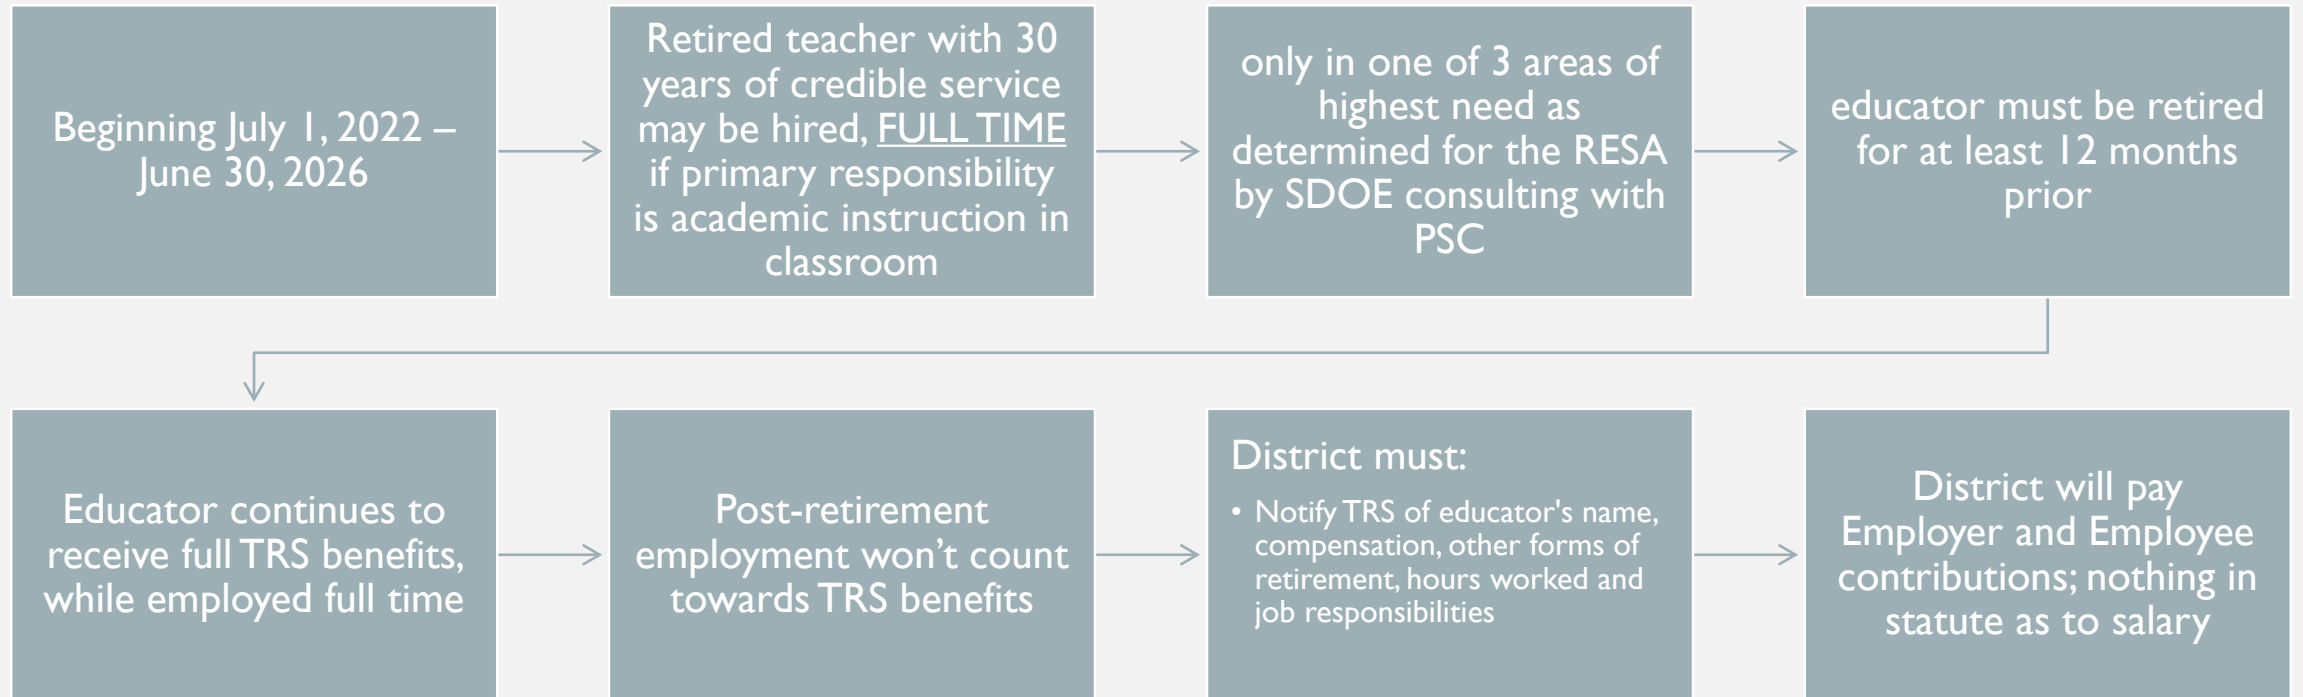 Beginning July 1, 2022 –
June 30, 2026
Retired teacher with 30
years of credible service
may be hired, FULL TIME
if primary responsibility
is academic instruction in
classroom
only in one of 3 areas of
highest need as
determined for the RESA
by SDOE consulting with
PSC
educator must be retired
for at least 12 months
prior
Educator continues to
receive full TRS benefits,
while employed full time
Post-retirement
employment won’t count
towards TRS benefits
District must:
• Notify TRS of educator's name,
compensation, other forms of
retirement, hours worked and
job responsibilities
District will pay
Employer and Employee
contributions; nothing in
statute as to salary